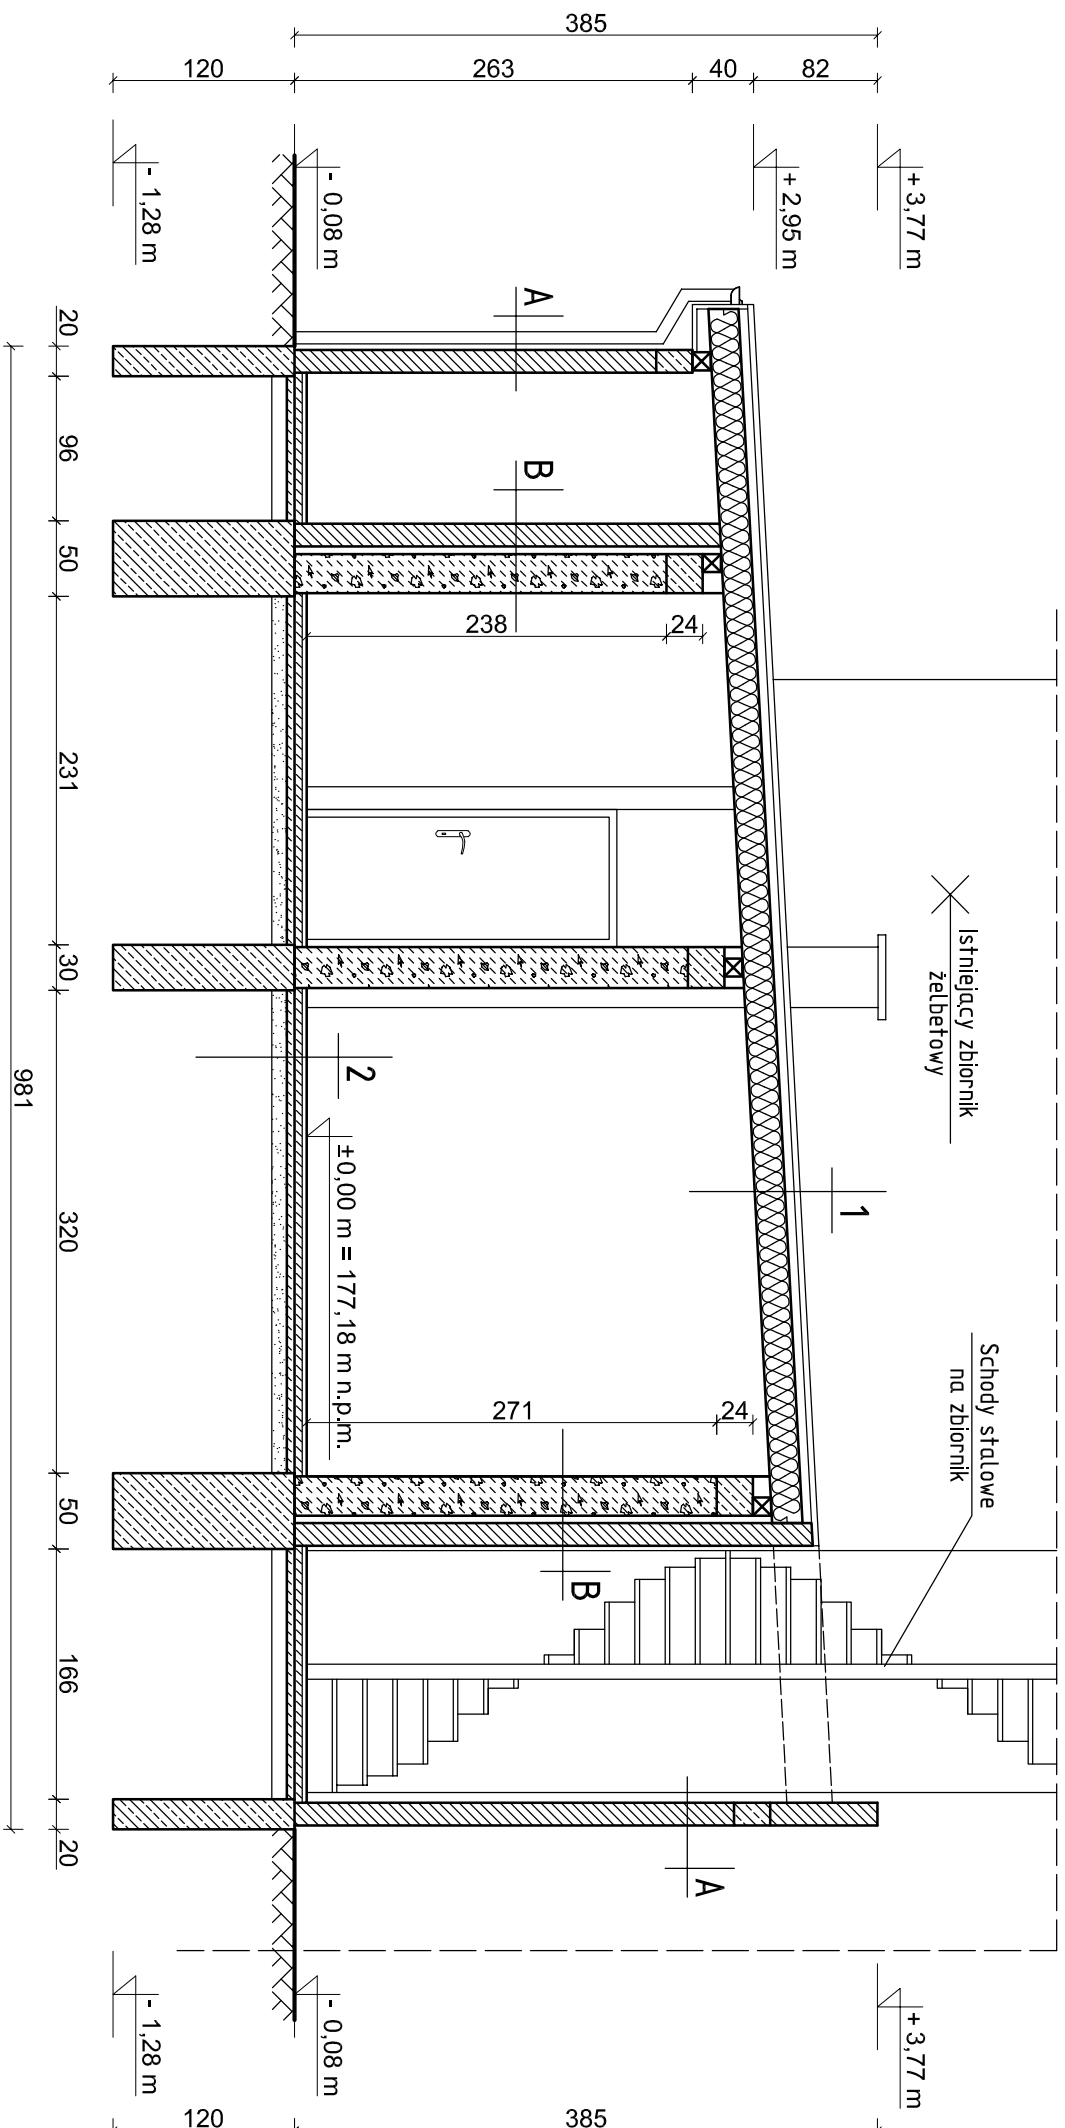 385
120
263
40
82
- 1,28 m
- 0,08 m
+ 2,95 m
+ 3,77 m
A
B
238
24
Istniejący zbiornik
żelbetowy
2
±0,00 m = 177,18 m n.p.m.
1
Schody stalowe
na zbiornik
271
24
B
A
20
96
50
231
30
320
50
166
20
981
- 1,28 m
- 0,08 m
+ 3,77 m
120
385